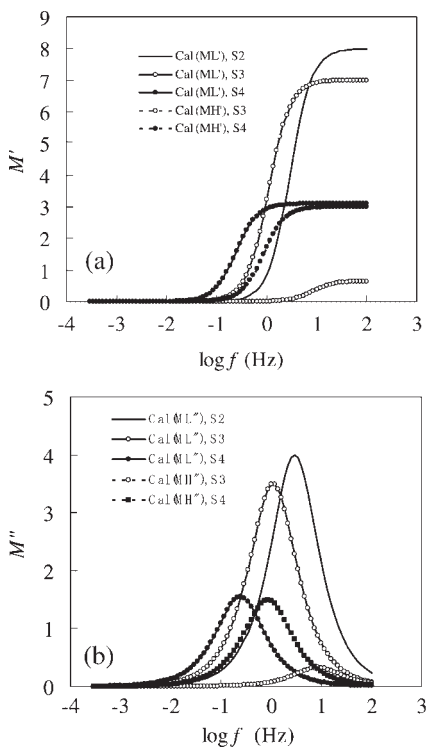 9
8
7
6
5
4
3
2
1
0
M′
Cal(ML′), S2
Cal(ML′), S3
Cal(ML′), S4
Cal(MH′), S3
Cal(MH′), S4
(a)
-4 -3 -2 -1 0 1 2 3
log f (Hz)
5
4
3
2
1
0
M″
Cal(ML″), S2
Cal(ML″), S3
Cal(ML″), S4
Cal(MH″), S3
Cal(MH″), S4
(b)
-4 -3 -2 -1 0 1 2 3
log f (Hz)